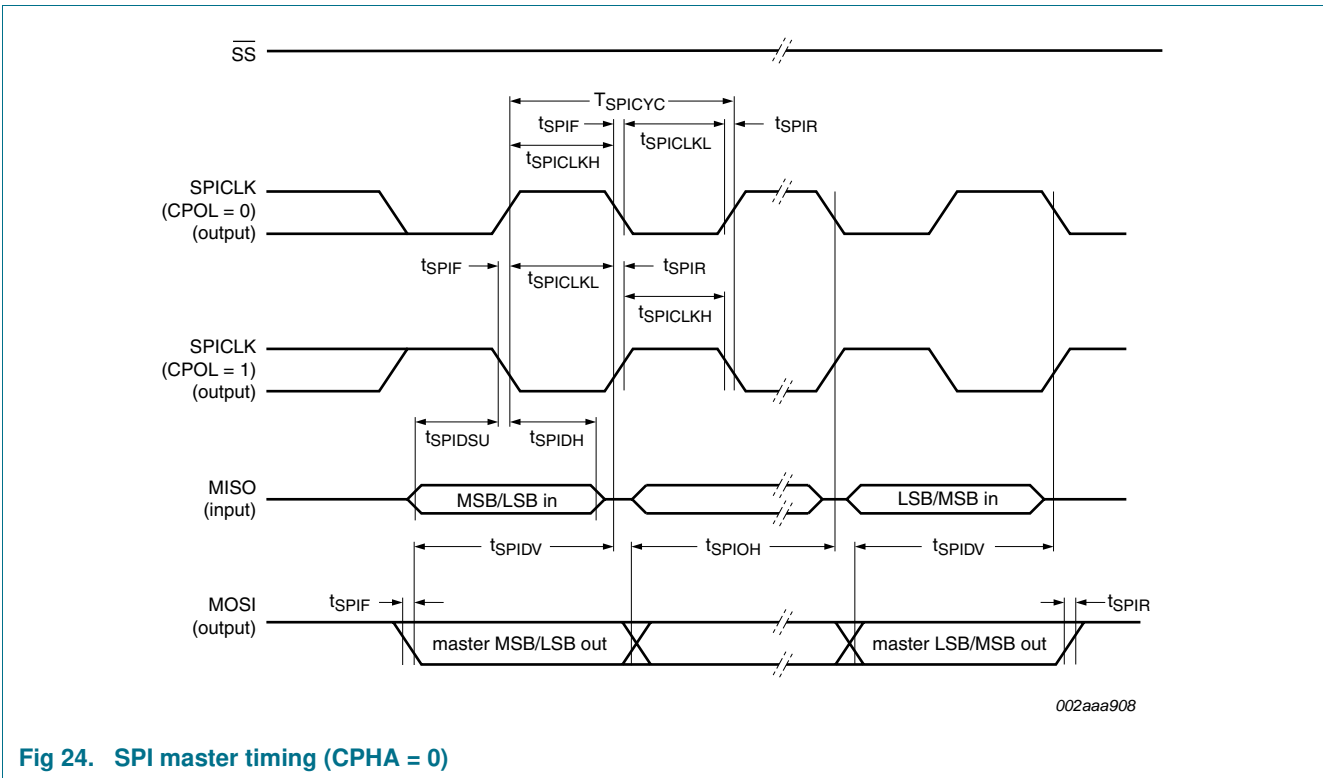 SS
TSPICYC
tSPIF
tSPICLKL
tSPIR
tSPICLKH
SPICLK
(CPOL = 0)
(output)
tSPIF
tSPICLKL
tSPIR
tSPICLKH
SPICLK
(CPOL = 1)
(output)
tSPIDSU
tSPIDH
MISO
(input)
MSB/LSB in
LSB/MSB in
tSPIDV
tSPIOH
tSPIDV
MOSI
(output)
tSPIF
tSPIR
master MSB/LSB out
master LSB/MSB out
002aaa908
Fig 24. SPI master timing (CPHA = 0)